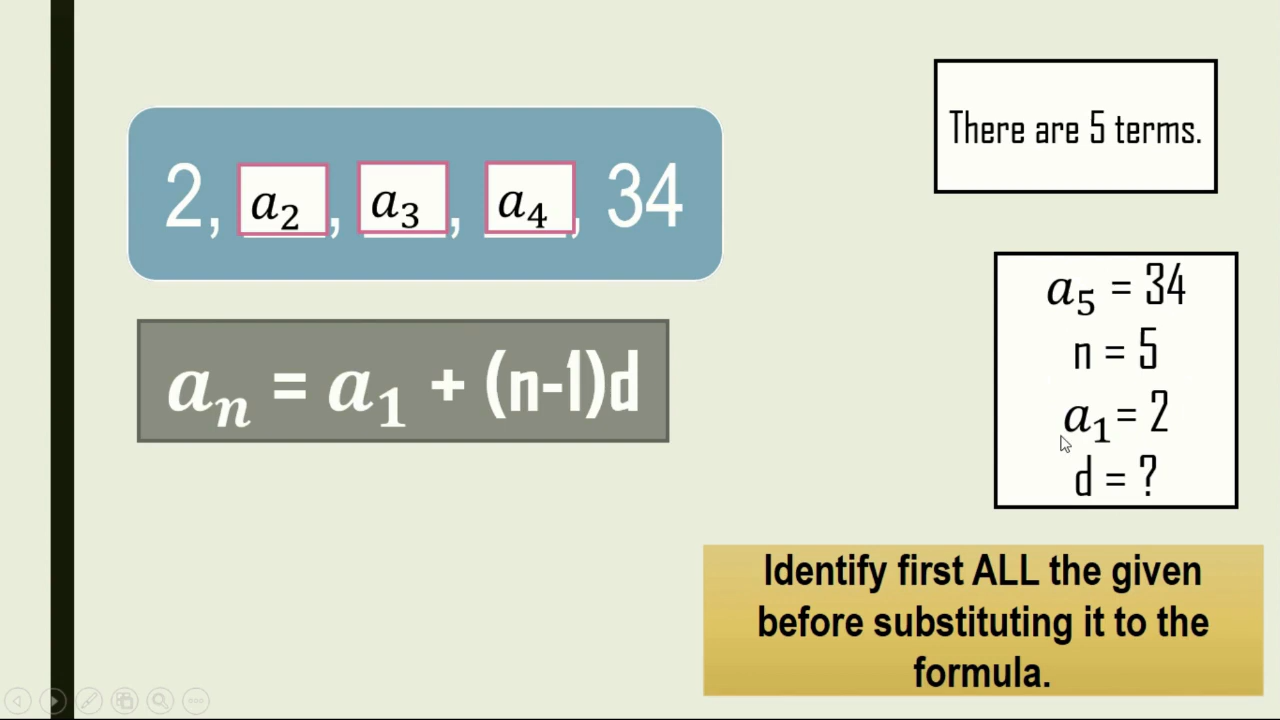 2, a₂, a₃, a₄, 34
There are 5 terms.
aₙ = a₁ + (n-1)d
a₅ = 34
n = 5
a₁ = 2
d = ?
Identify first ALL the given
before substituting it to the
formula.